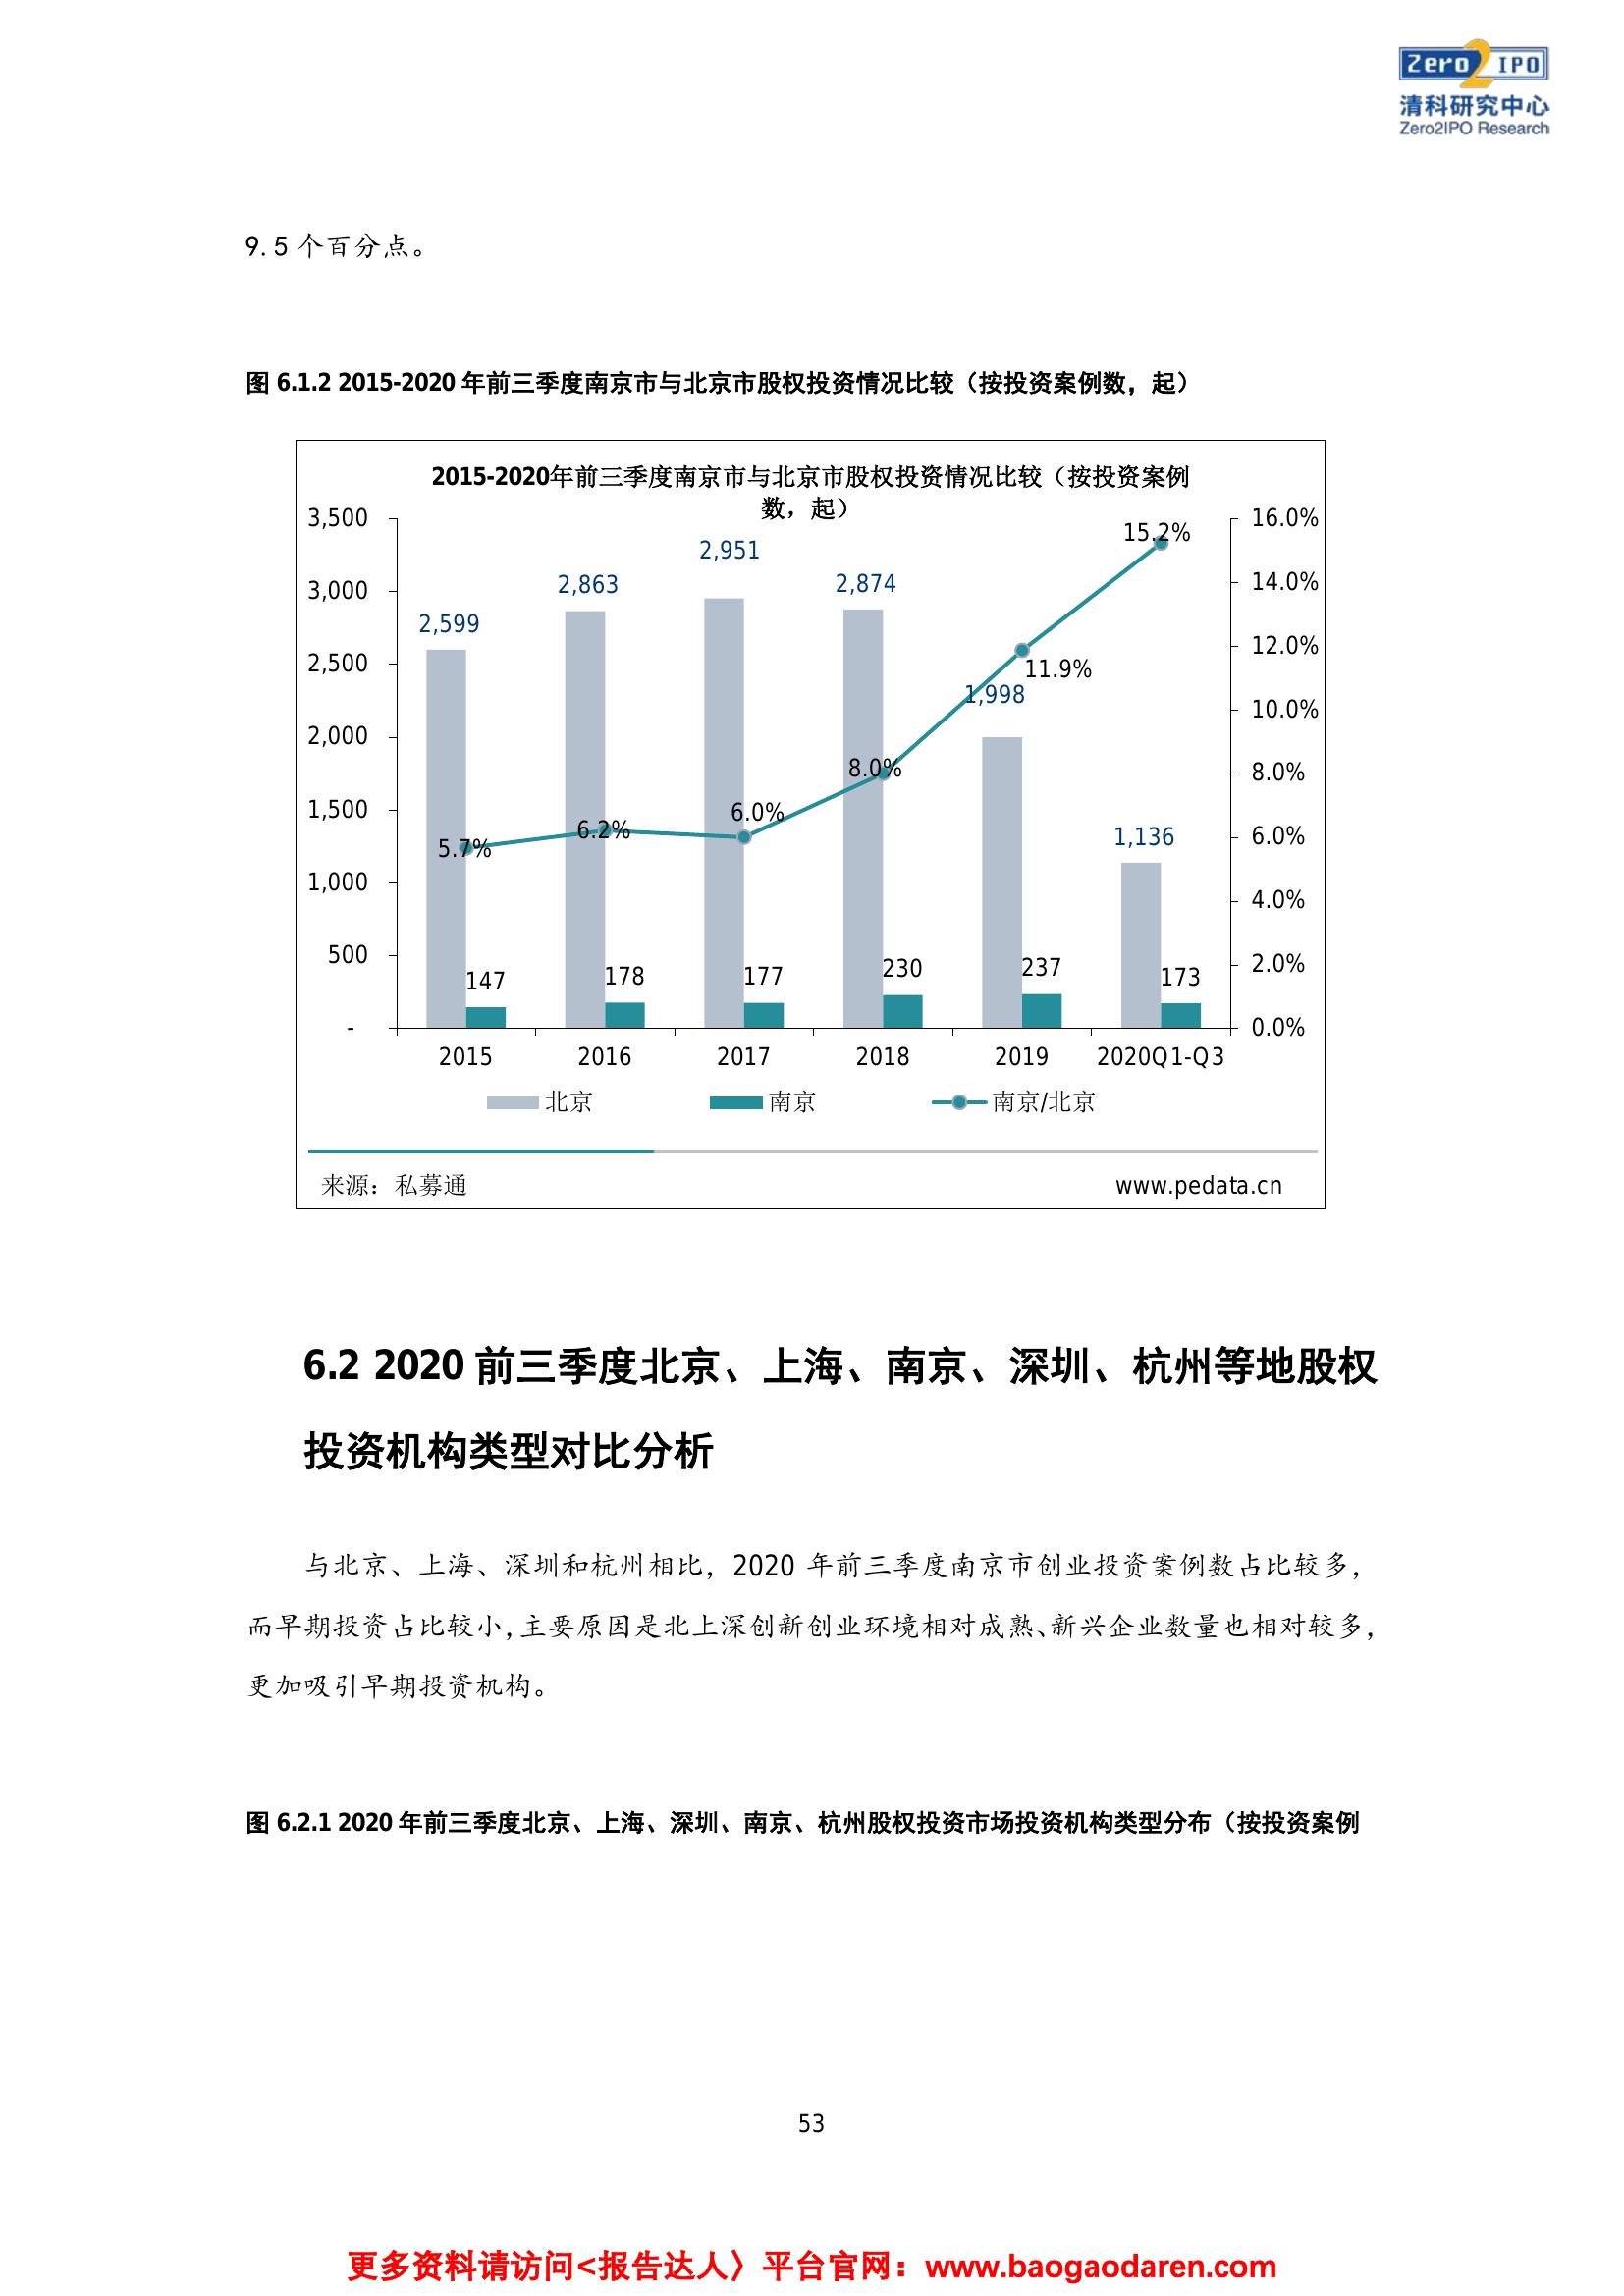 Zero2IPO
清科研究中心
Zero2IPO Research
9.5 个百分点。
图 6.1.2 2015-2020 年前三季度南京市与北京市股权投资情况比较（按投资案例数，起）
2015-2020年前三季度南京市与北京市股权投资情况比较（按投资案例
数，起）
3,500
3,000
2,500
2,000
1,500
1,000
500
-
16.0%
14.0%
12.0%
10.0%
8.0%
6.0%
4.0%
2.0%
0.0%
2,599
2,863
2,951
2,874
1,998
1,136
5.7%
6.2%
6.0%
8.0%
11.9%
15.2%
147
178
177
230
237
173
2015
2016
2017
2018
2019
2020Q1-Q3
北京
南京
南京/北京
来源：私募通
www.pedata.cn
6.2 2020 前三季度北京、上海、南京、深圳、杭州等地股权
投资机构类型对比分析
与北京、上海、深圳和杭州相比，2020 年前三季度南京市创业投资案例数占比较多，
而早期投资占比较小，主要原因是北上深创新创业环境相对成熟、新兴企业数量也相对较多，
更加吸引早期投资机构。
图 6.2.1 2020 年前三季度北京、上海、深圳、南京、杭州股权投资市场投资机构类型分布（按投资案例
53
更多资料请访问<报告达人〉平台官网：www.baogaodaren.com